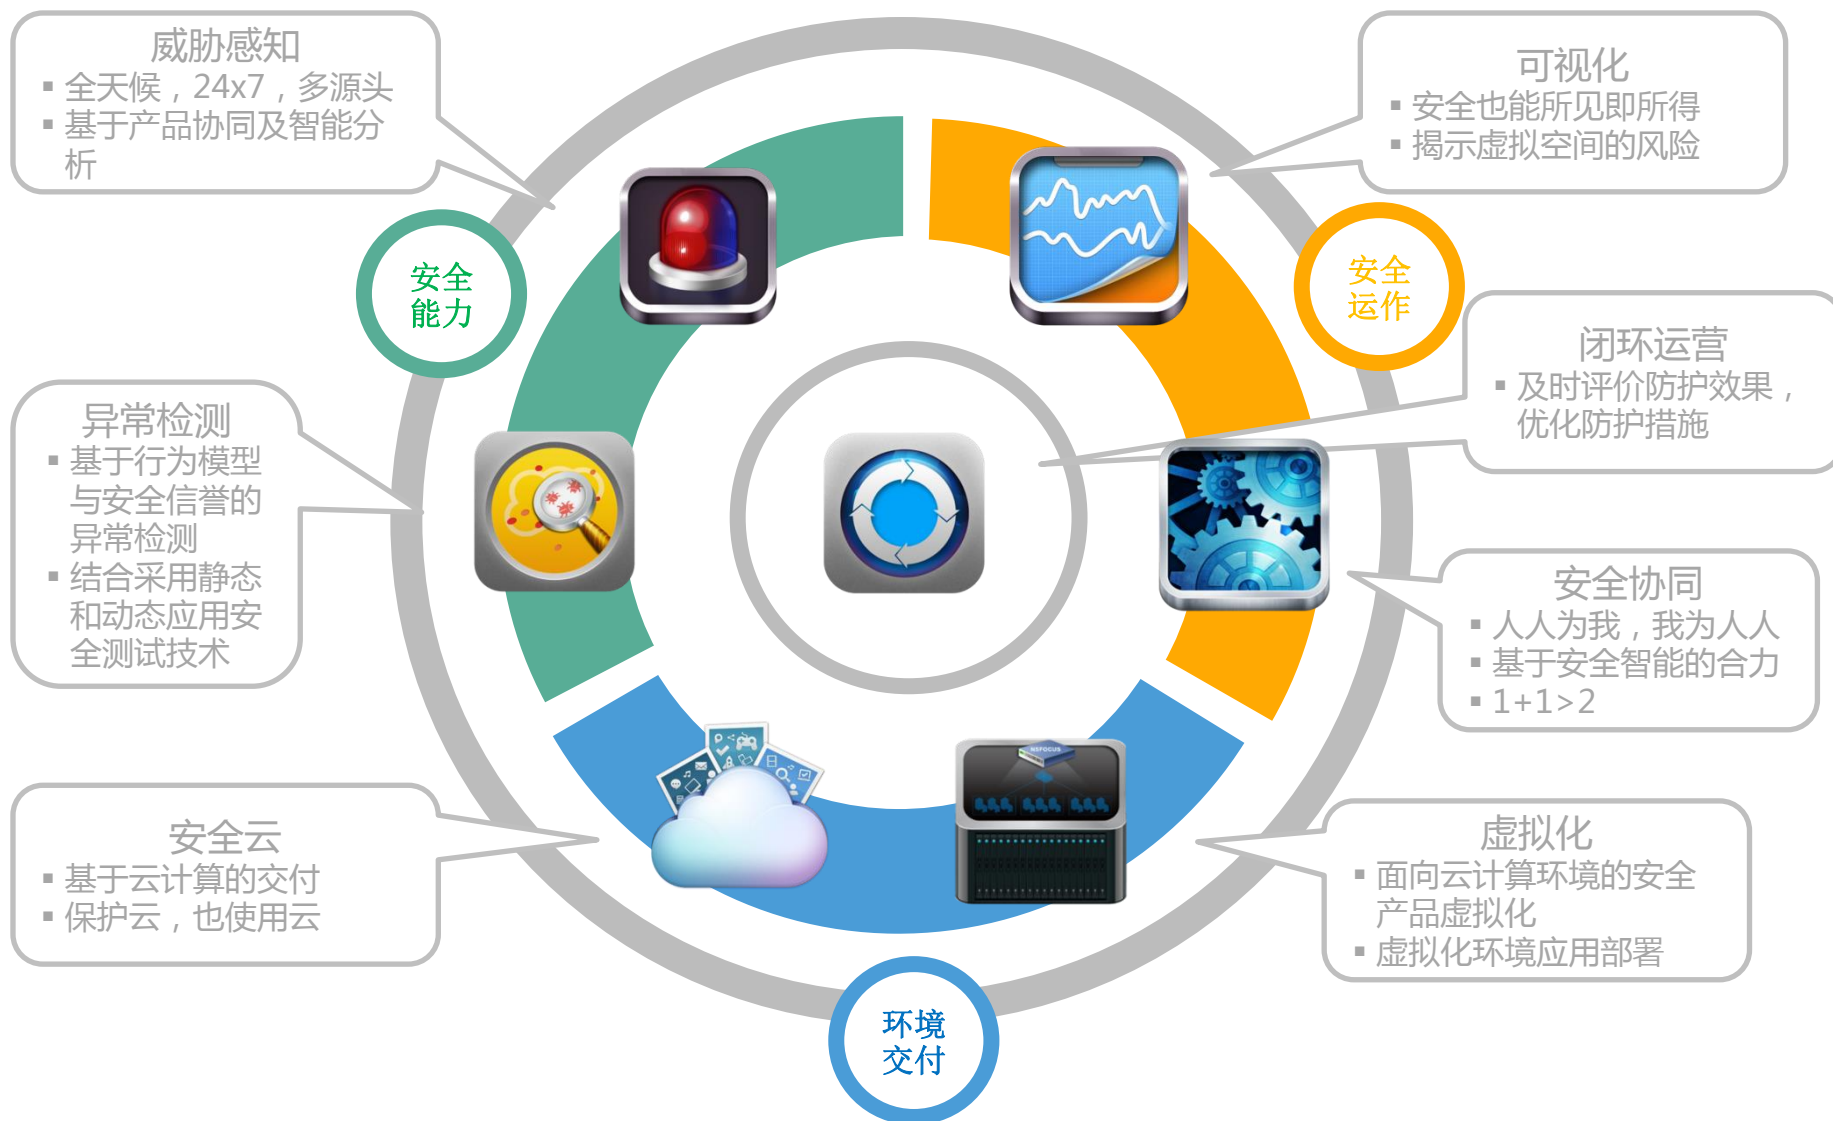 威胁感知
▪ 全天候，24x7，多源头
▪ 基于产品协同及智能分
析
可视化
▪ 安全也能所见即所得
▪ 揭示虚拟空间的风险
安全
能力
安全
运作
闭环运营
▪ 及时评价防护效果，
优化防护措施
异常检测
▪ 基于行为模型
与安全信誉的
异常检测
▪ 结合采用静态
和动态应用安
全测试技术
安全协同
▪ 人人为我，我为人人
▪ 基于安全智能的合力
▪ 1+1>2
NSFOCUS
安全云
▪ 基于云计算的交付
▪ 保护云，也使用云
虚拟化
▪ 面向云计算环境的安全
产品虚拟化
▪ 虚拟化环境应用部署
环境
交付